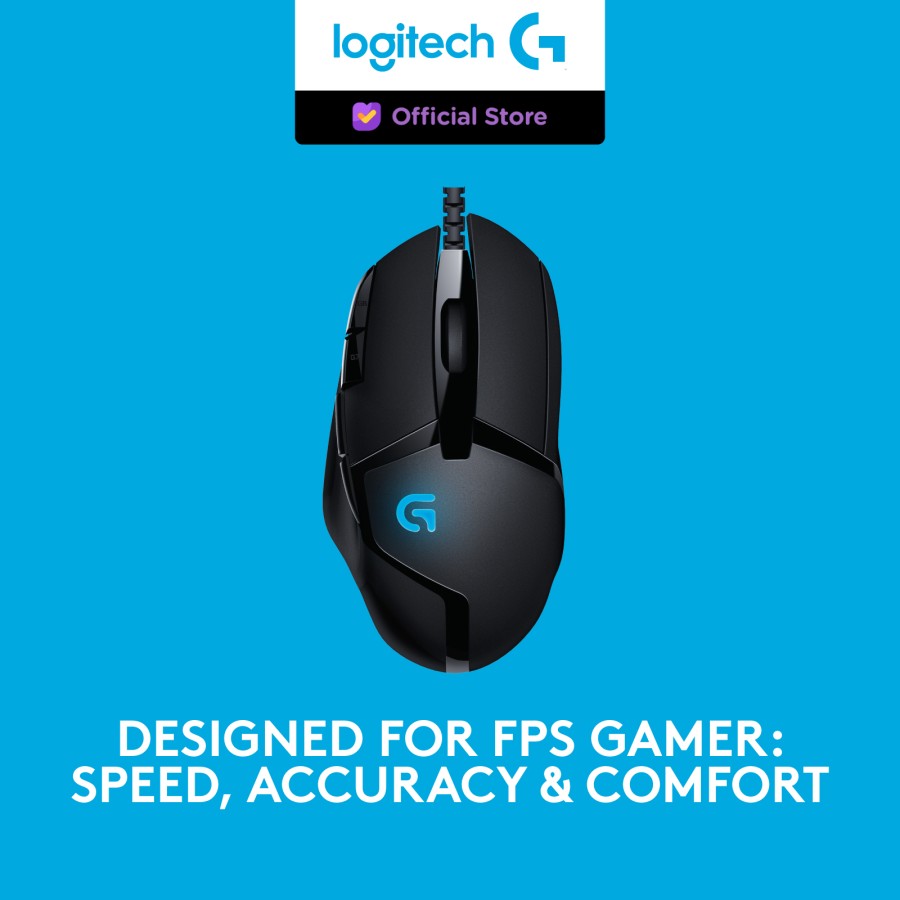 logitech G
Official Store
G
DESIGNED FOR FPS GAMER:
SPEED, ACCURACY & COMFORT